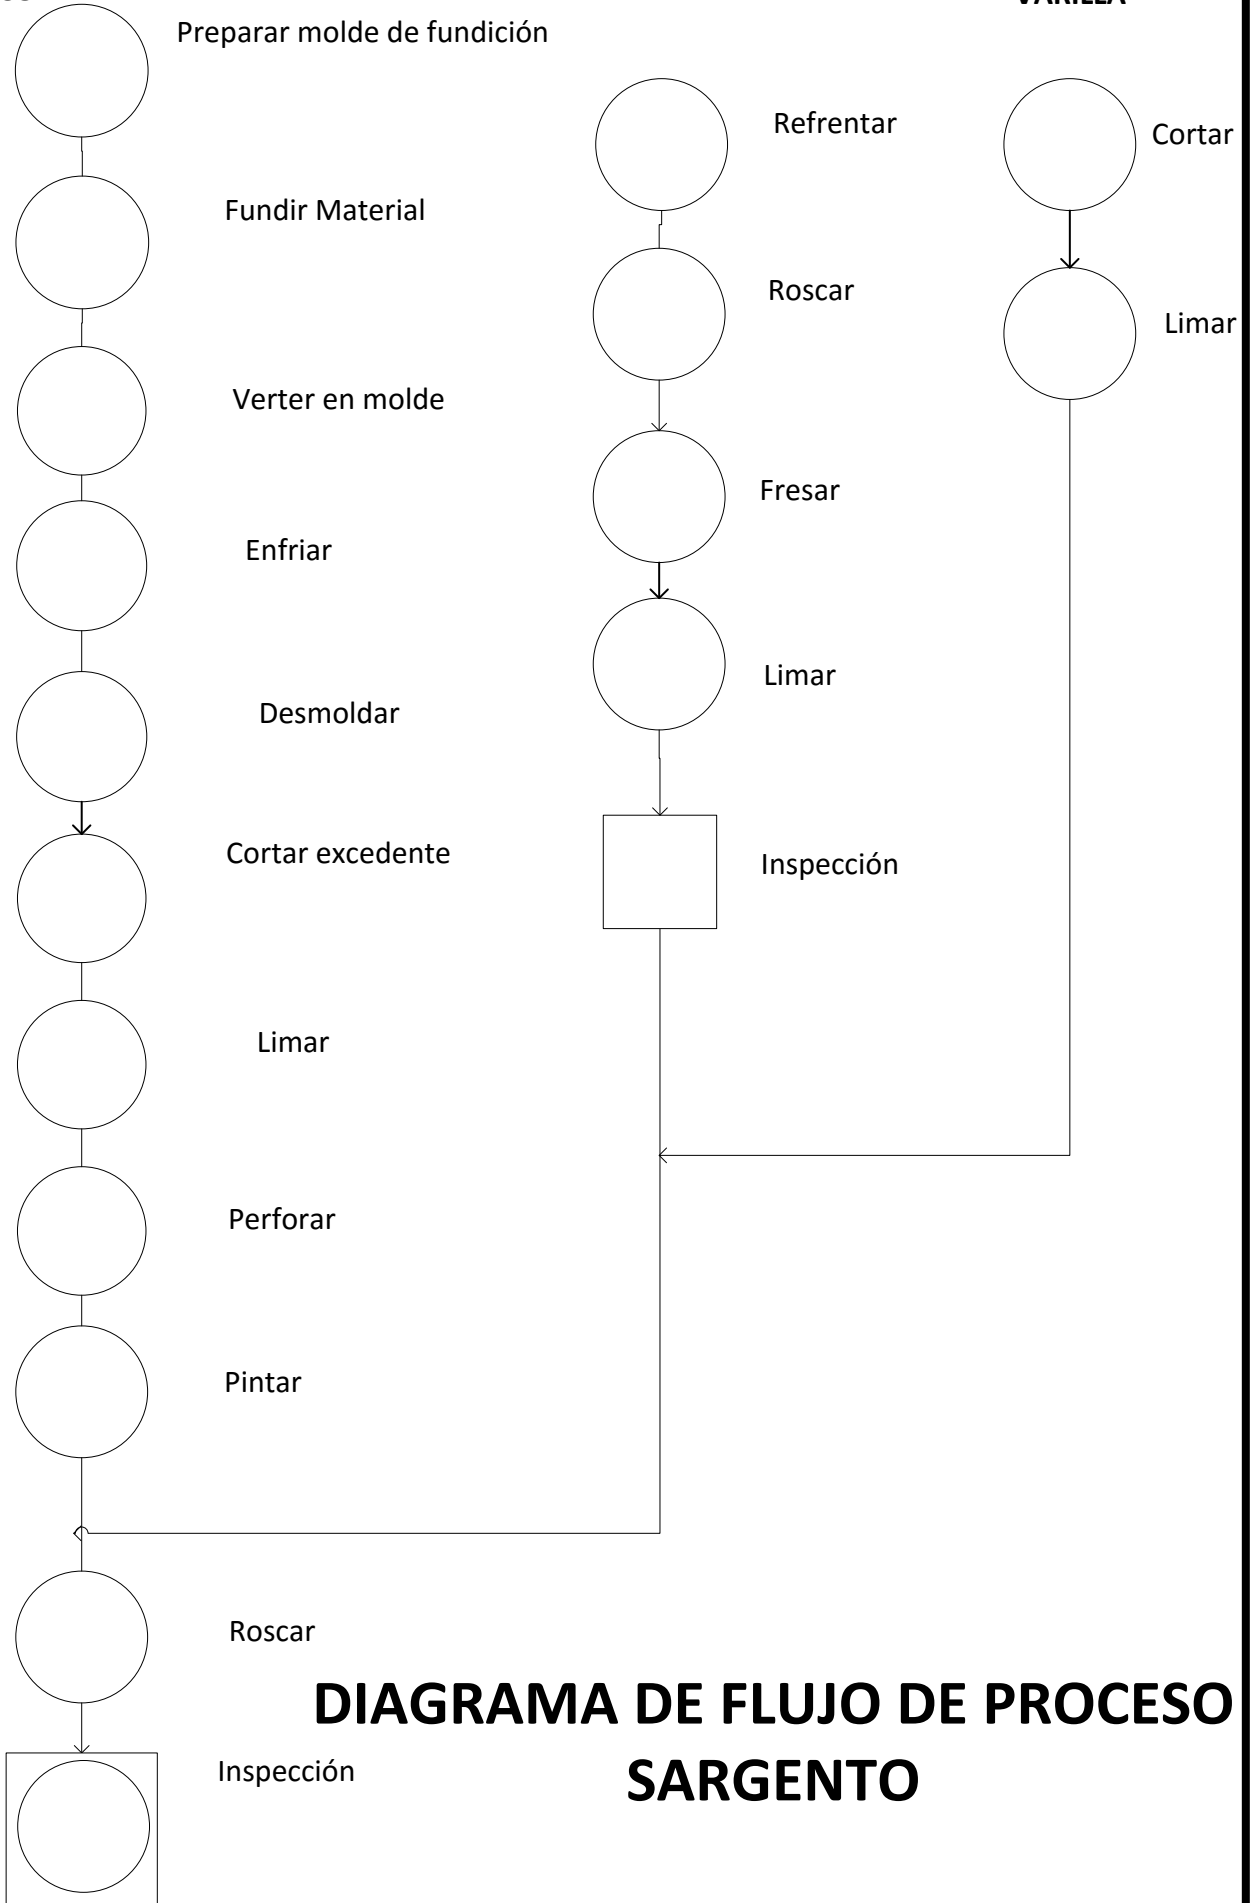 Preparar molde de fundición
Fundir Material
Verter en molde
Enfriar
Desmoldar
Cortar excedente
Limar
Perforar
Pintar
Roscar
Inspección
Refrentar
Roscar
Fresar
Limar
Inspección
VARILLA
Cortar
Limar
DIAGRAMA DE FLUJO DE PROCESO
SARGENTO